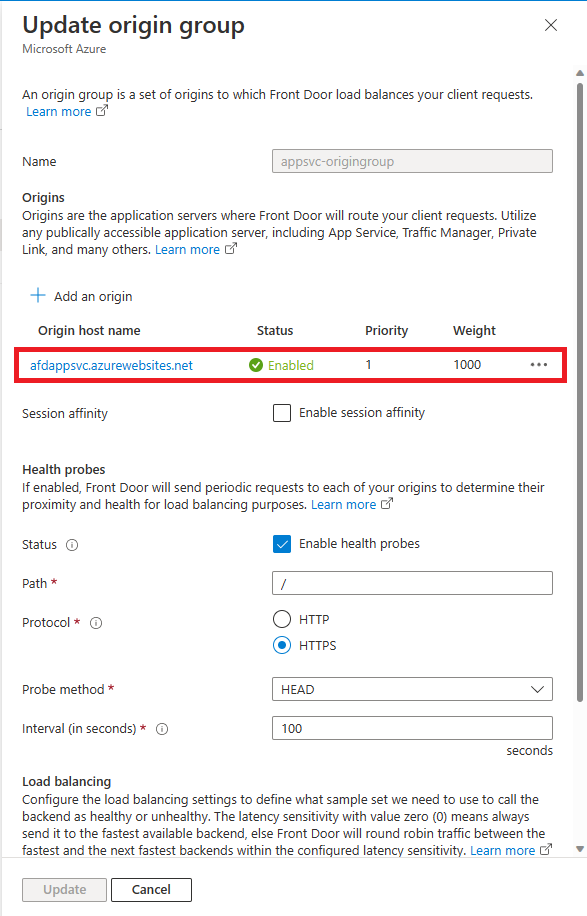 Update origin group
Microsoft Azure
An origin group is a set of origins to which Front Door load balances your client requests.
Learn more
Name
appsvc-origingroup
Origins
Origins are the application servers where Front Door will route your client requests. Utilize
any publically accessible application server, including App Service, Traffic Manager, Private
Link, and many others. Learn more
Add an origin
Origin host name Status Priority Weight
afdappsvc.azurewebsites.net Enabled 1 1000
Session affinity
Enable session affinity
Health probes
If enabled, Front Door will send periodic requests to each of your origins to determine their
proximity and health for load balancing purposes. Learn more
Status
Enable health probes
Path *
/
Protocol *
HTTP
HTTPS
Probe method *
HEAD
Interval (in seconds) *
100
seconds
Load balancing
Configure the load balancing settings to define what sample set we need to use to call the
backend as healthy or unhealthy. The latency sensitivity with value zero (0) means always
send it to the fastest available backend, else Front Door will round robin traffic between the
fastest and the next fastest backends within the configured latency sensitivity. Learn more
Update
Cancel